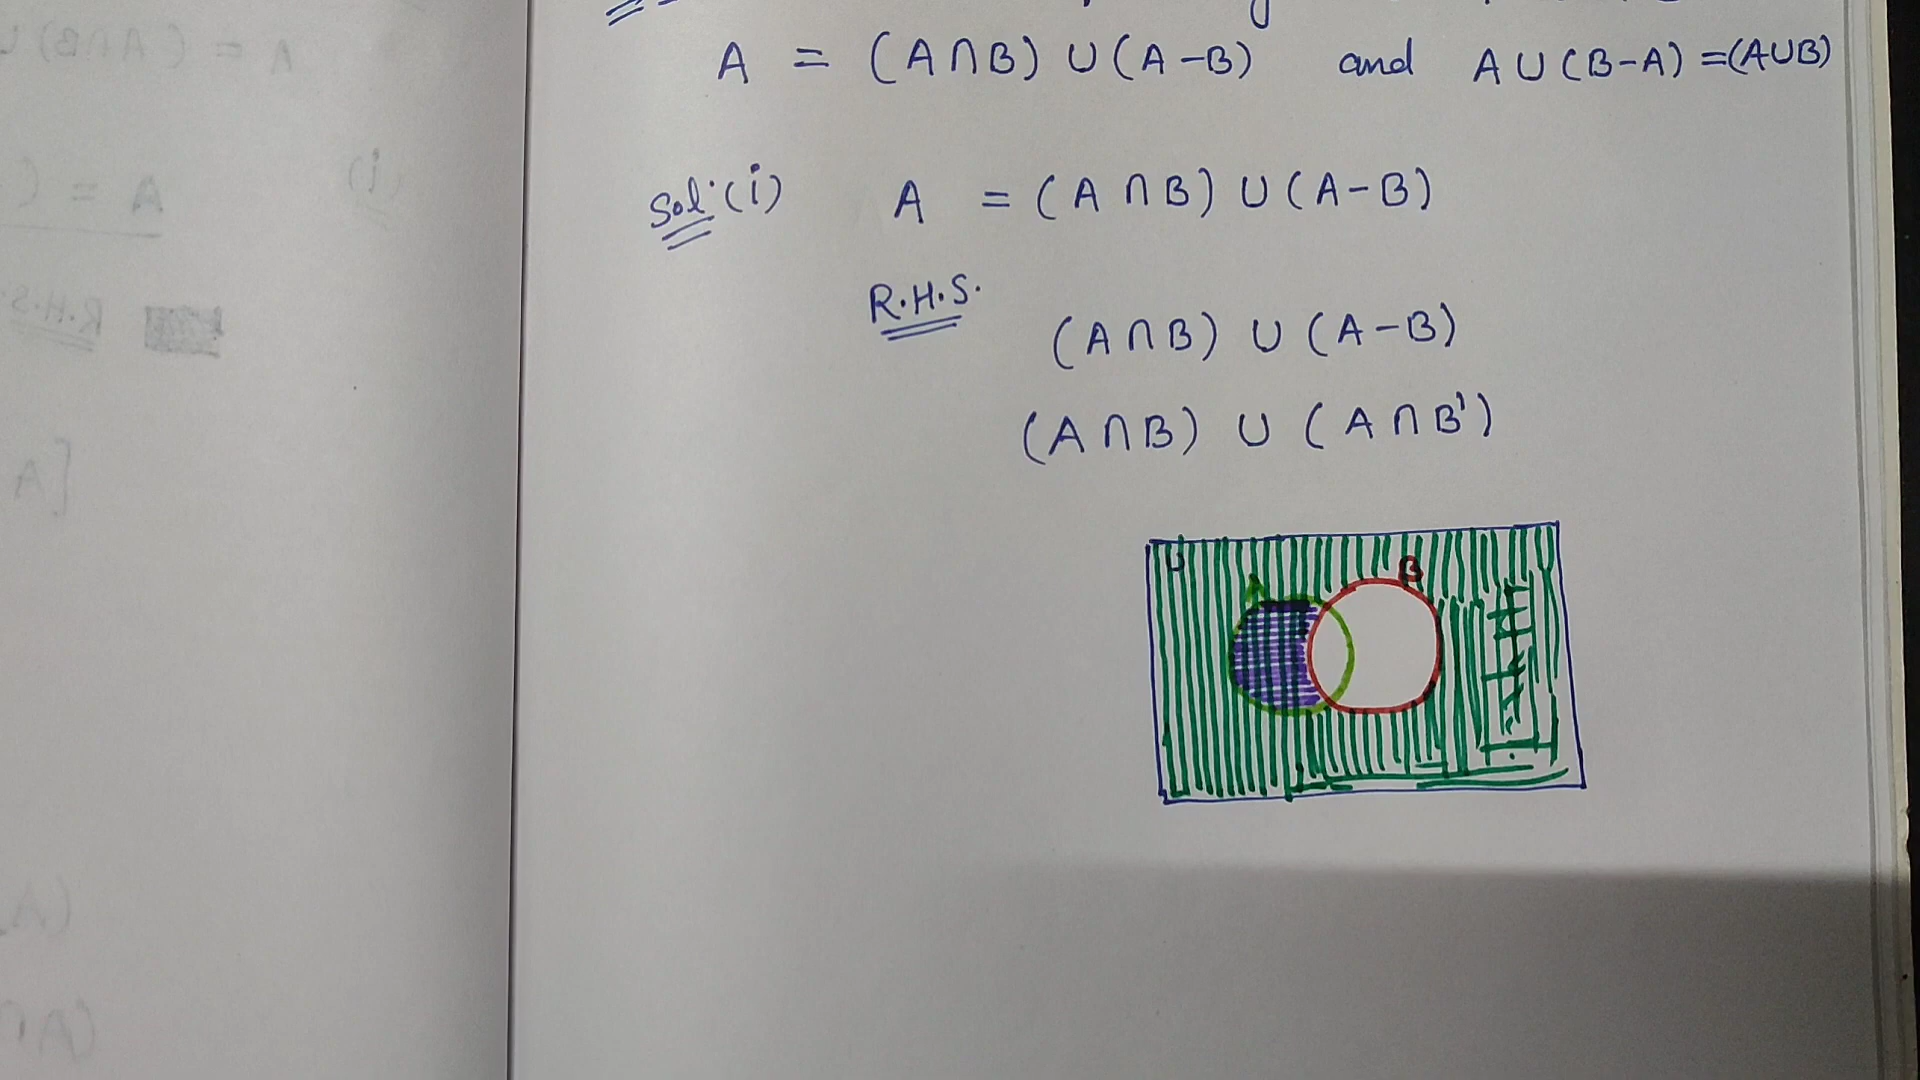 A = (A∩B) ∪ (A-B) and A ∪ (B-A) = (A∪B)
Sol. (i) A = (A ∩ B) ∪ (A-B)
R.H.S.
(A∩B) ∪ (A-B)
(A∩B) ∪ (A∩B')
U
A
B